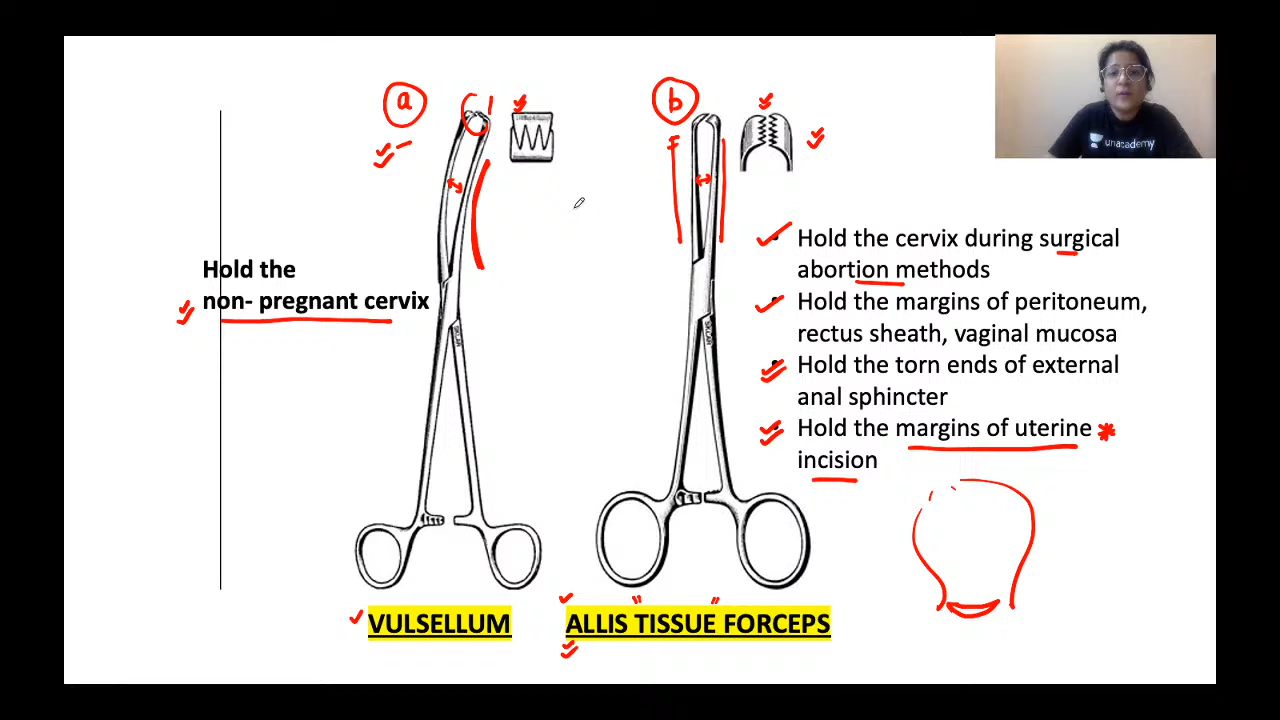 a
b
unacademy
Hold the
non- pregnant cervix
Hold the cervix during surgical
abortion methods
Hold the margins of peritoneum,
rectus sheath, vaginal mucosa
Hold the torn ends of external
anal sphincter
Hold the margins of uterine
incision
VULSELLUM
ALLIS TISSUE FORCEPS